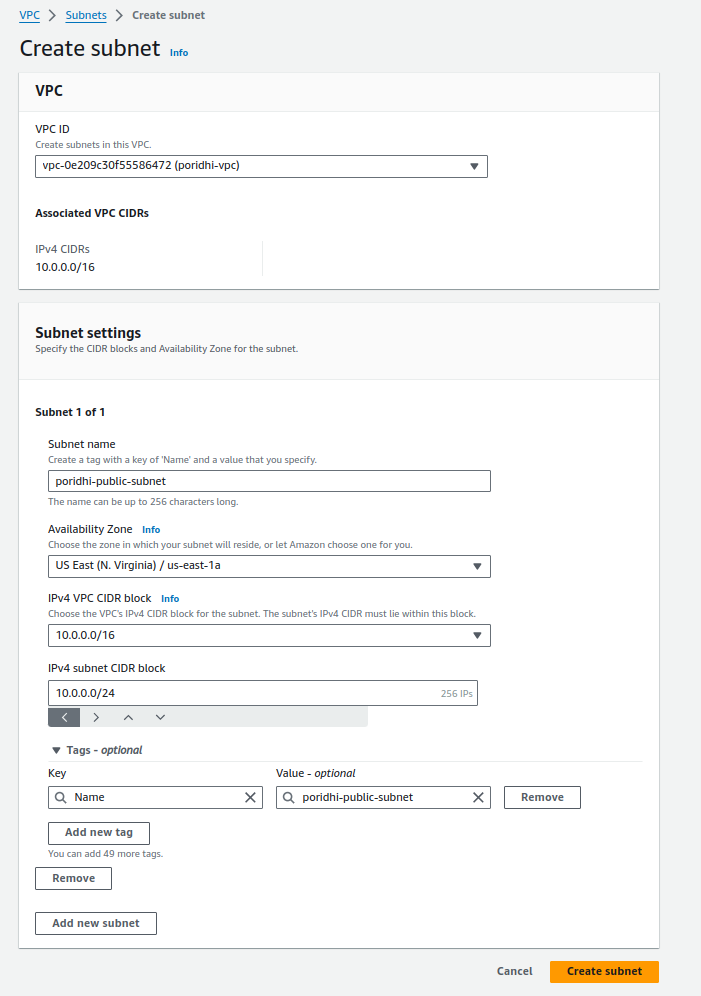 VPC > Subnets > Create subnet
Create subnet Info
VPC
VPC ID
Create subnets in this VPC.
vpc-0e209c30f55586472 (poridhi-vpc)
Associated VPC CIDRs
IPv4 CIDRs
10.0.0.0/16
Subnet settings
Specify the CIDR blocks and Availability Zone for the subnet.
Subnet 1 of 1
Subnet name
Create a tag with a key of 'Name' and a value that you specify.
poridhi-public-subnet
The name can be up to 256 characters long.
Availability Zone Info
Choose the zone in which your subnet will reside, or let Amazon choose one for you.
US East (N. Virginia) / us-east-1a
IPv4 VPC CIDR block Info
Choose the VPC's IPv4 CIDR block for the subnet. The subnet's IPv4 CIDR must lie within this block.
10.0.0.0/16
IPv4 subnet CIDR block
10.0.0.0/24 256 IPs
Tags - optional
Key Value - optional
Name poridhi-public-subnet Remove
Add new tag
You can add 49 more tags.
Remove
Add new subnet
Cancel Create subnet